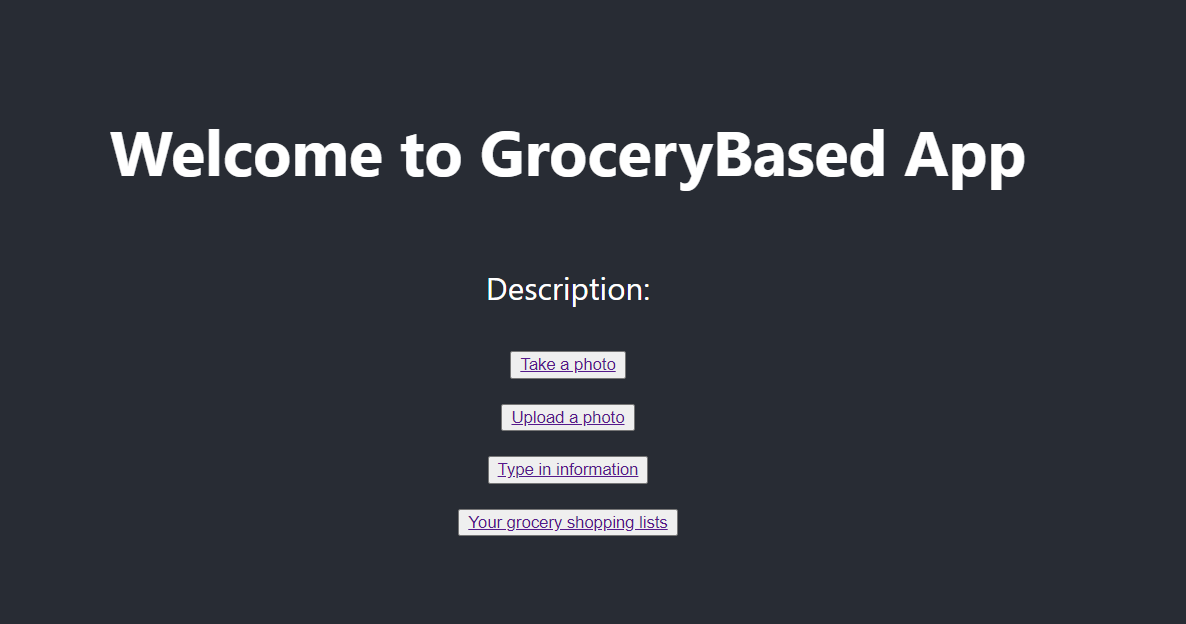 Welcome to GroceryBased App
Description:
Take a photo
Upload a photo
Type in information
Your grocery shopping lists